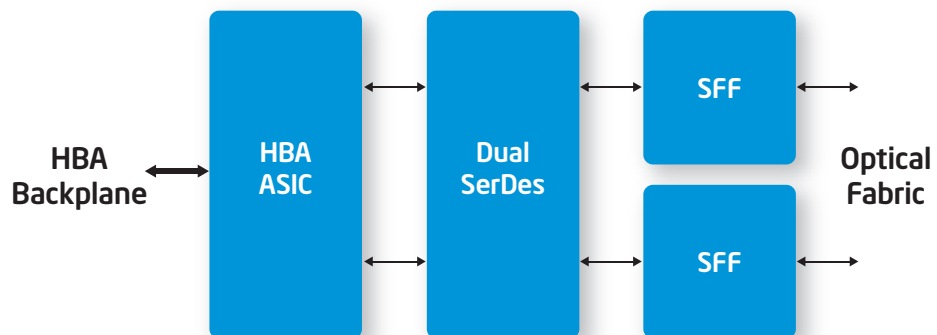 HBA
Backplane
HBA
ASIC
Dual
SerDes
SFF
SFF
Optical
Fabric